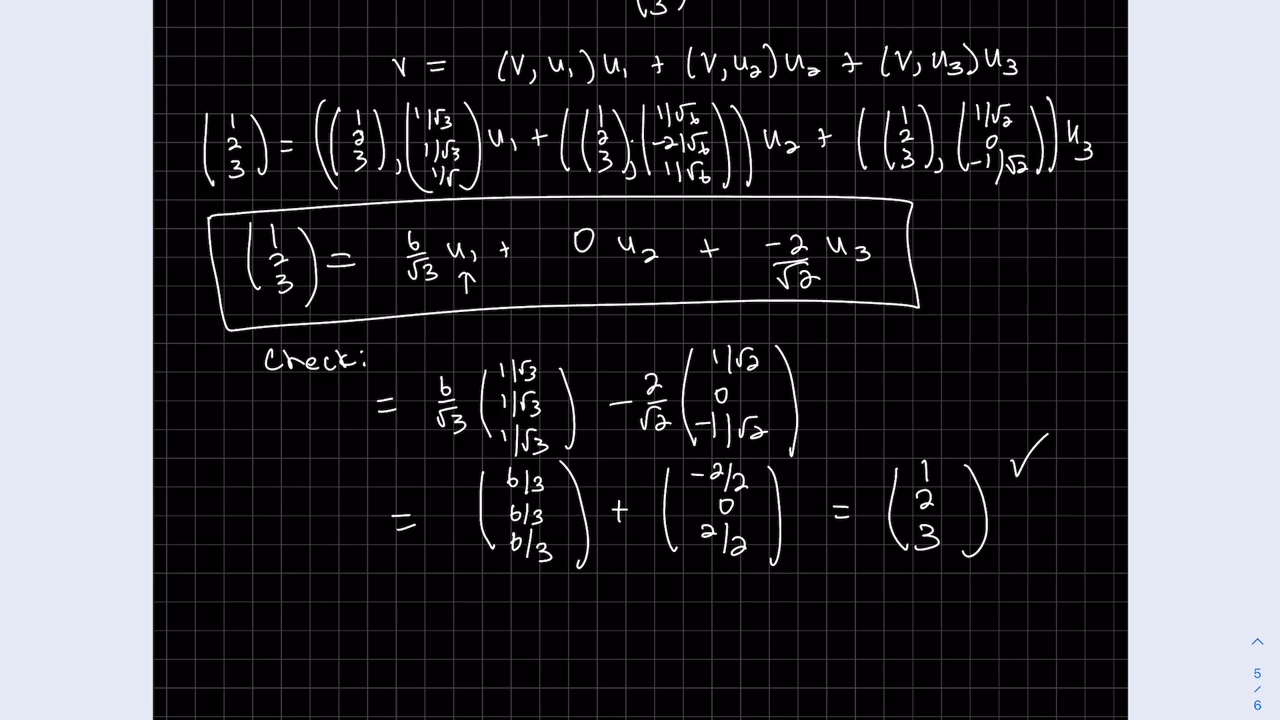 (3)
v = (v, u₁)u₁ + (v, u₂)u₂ + (v, u₃)u₃
(1 2 3) = ((1 2 3), (1/√3 1/√3 1/√) u₁ + ((1 2 3), (1/√6 -2/√6 1/√6)) u₂ + ((1 2 3), (1/√2 0 -1/√2)) u₃
(1 2 3) = 6/√3 u₁ + 0 u₂ + -2/√2 u₃
↑
Check:
= 6/√3 (1/√3 1/√3 1/√3) - 2/√2 (1/√2 0 -1/√2)
= (6/3 6/3 6/3) + (-2/2 0 2/2) = (1 2 3) ✓
5
/
6